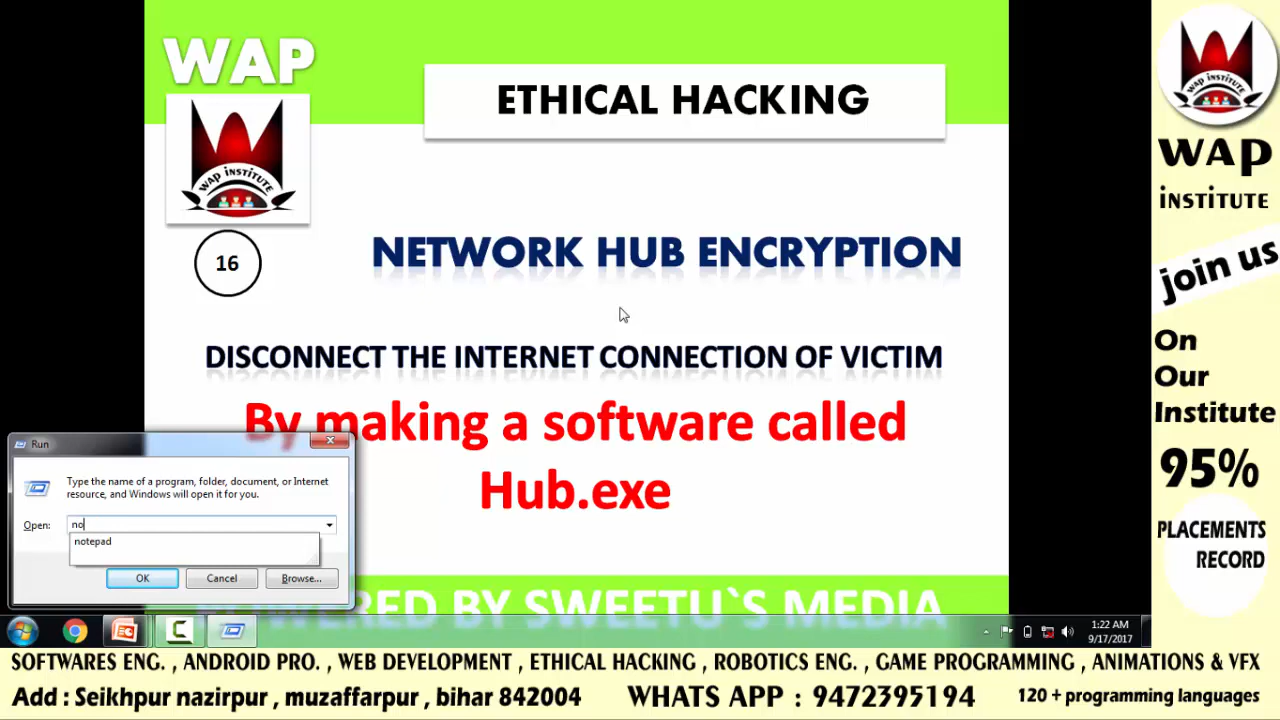 WAP
WAP INSTITUTE
ETHICAL HACKING
16
NETWORK HUB ENCRYPTION
DISCONNECT THE INTERNET CONNECTION OF VICTIM
By making a software called
Hub.exe
POWERED BY SWEETU`S MEDIA
Run
Type the name of a program, folder, document, or Internet
resource, and Windows will open it for you.
Open: no
notepad
OK Cancel Browse...
1:22 AM
9/17/2017
WAP INSTITUTE
WAP
INSTITUTE
join us
On
Our
Institute
95%
PLACEMENTS
RECORD
SOFTWARES ENG. , ANDROID PRO. , WEB DEVELOPMENT , ETHICAL HACKING , ROBOTICS ENG. , GAME PROGRAMMING , ANIMATIONS & VFX
Add : Seikhpur nazirpur , muzaffarpur , bihar 842004 WHATS APP : 9472395194 120 + programming languages